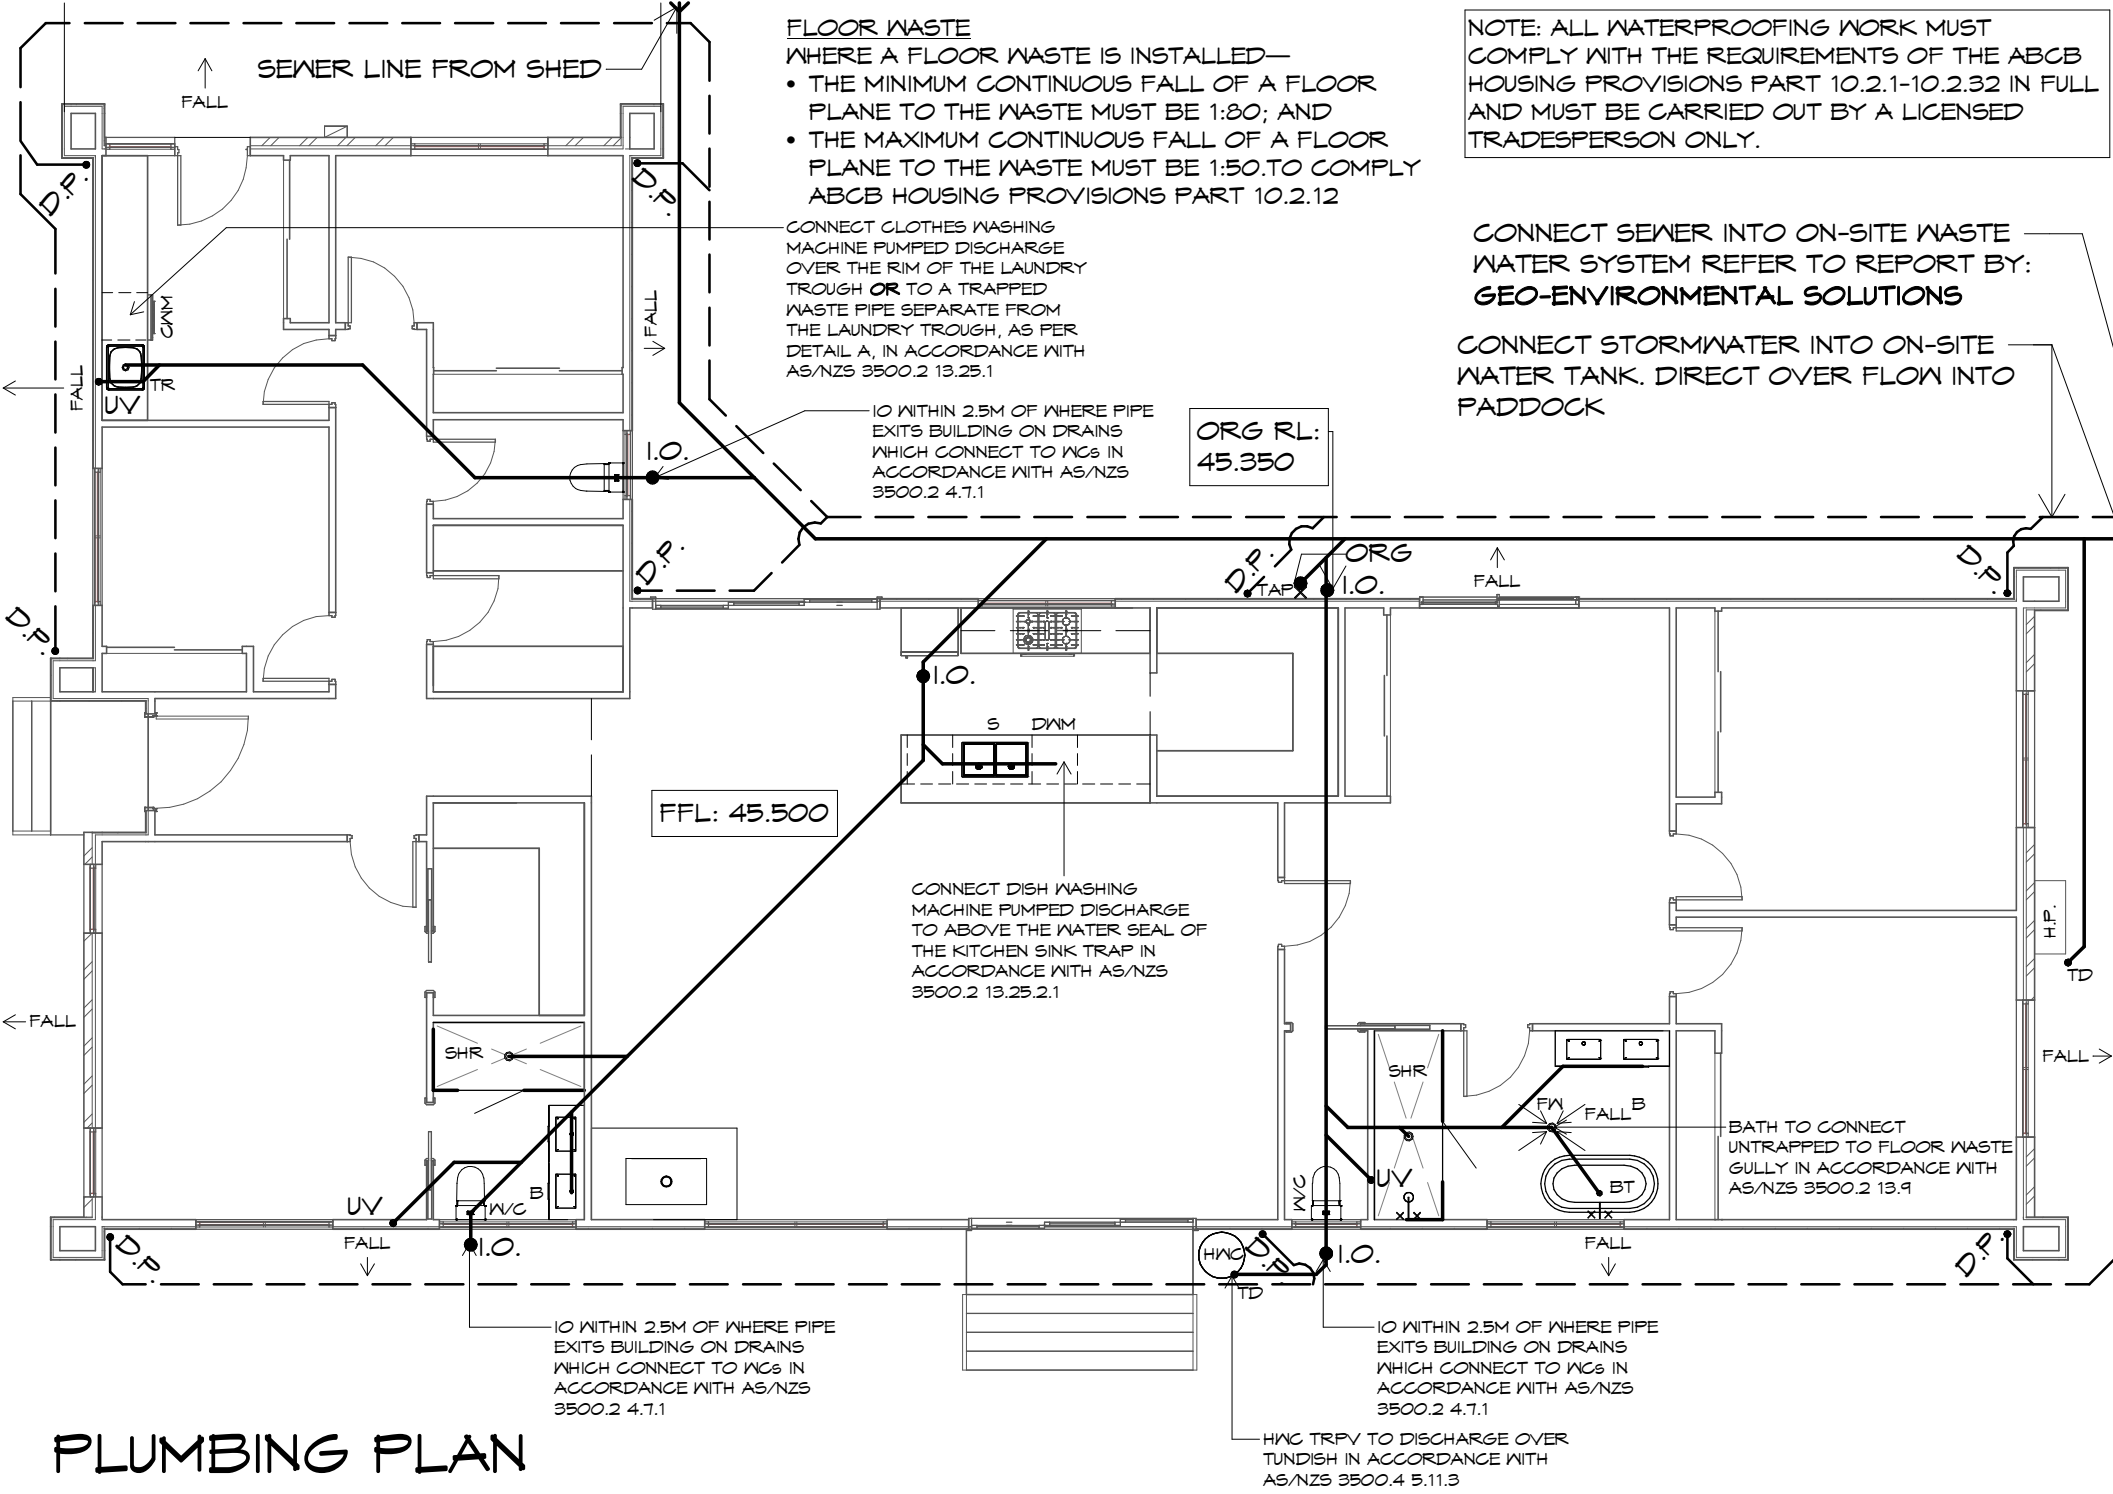 FLOOR WASTE
WHERE A FLOOR WASTE IS INSTALLED—
• THE MINIMUM CONTINUOUS FALL OF A FLOOR
PLANE TO THE WASTE MUST BE 1:80; AND
• THE MAXIMUM CONTINUOUS FALL OF A FLOOR
PLANE TO THE WASTE MUST BE 1:50.TO COMPLY
ABCB HOUSING PROVISIONS PART 10.2.12
NOTE: ALL WATERPROOFING WORK MUST
COMPLY WITH THE REQUIREMENTS OF THE ABCB
HOUSING PROVISIONS PART 10.2.1-10.2.32 IN FULL
AND MUST BE CARRIED OUT BY A LICENSED
TRADESPERSON ONLY.
SEWER LINE FROM SHED
FALL
D.P.
D.P.
CONNECT CLOTHES WASHING
MACHINE PUMPED DISCHARGE
OVER THE RIM OF THE LAUNDRY
TROUGH OR TO A TRAPPED
WASTE PIPE SEPARATE FROM
THE LAUNDRY TROUGH, AS PER
DETAIL A, IN ACCORDANCE WITH
AS/NZS 3500.2 13.25.1
CONNECT SEWER INTO ON-SITE WASTE
WATER SYSTEM REFER TO REPORT BY:
GEO-ENVIRONMENTAL SOLUTIONS
CONNECT STORMWATER INTO ON-SITE
WATER TANK. DIRECT OVER FLOW INTO
PADDOCK
CWM
FALL
FALL
TR
UV
I.O.
IO WITHIN 2.5M OF WHERE PIPE
EXITS BUILDING ON DRAINS
WHICH CONNECT TO WCs IN
ACCORDANCE WITH AS/NZS
3500.2 4.7.1
ORG RL:
45.350
D.P.
D.P.
TAP
ORG
I.O.
FALL
D.P.
D.P.
I.O.
S
DWM
FFL: 45.500
CONNECT DISH WASHING
MACHINE PUMPED DISCHARGE
TO ABOVE THE WATER SEAL OF
THE KITCHEN SINK TRAP IN
ACCORDANCE WITH AS/NZS
3500.2 13.25.2.1
H.P.
TD
FALL
FALL
SHR
SHR
FW
FALL
B
BATH TO CONNECT
UNTRAPPED TO FLOOR WASTE
GULLY IN ACCORDANCE WITH
AS/NZS 3500.2 13.9
UV
B
W/C
W/C
UV
BT
FALL
D.P.
I.O.
HWC
D.P.
TD
I.O.
FALL
D.P.
IO WITHIN 2.5M OF WHERE PIPE
EXITS BUILDING ON DRAINS
WHICH CONNECT TO WCs IN
ACCORDANCE WITH AS/NZS
3500.2 4.7.1
IO WITHIN 2.5M OF WHERE PIPE
EXITS BUILDING ON DRAINS
WHICH CONNECT TO WCs IN
ACCORDANCE WITH AS/NZS
3500.2 4.7.1
HWC TRPV TO DISCHARGE OVER
TUNDISH IN ACCORDANCE WITH
AS/NZS 3500.4 5.11.3
PLUMBING PLAN